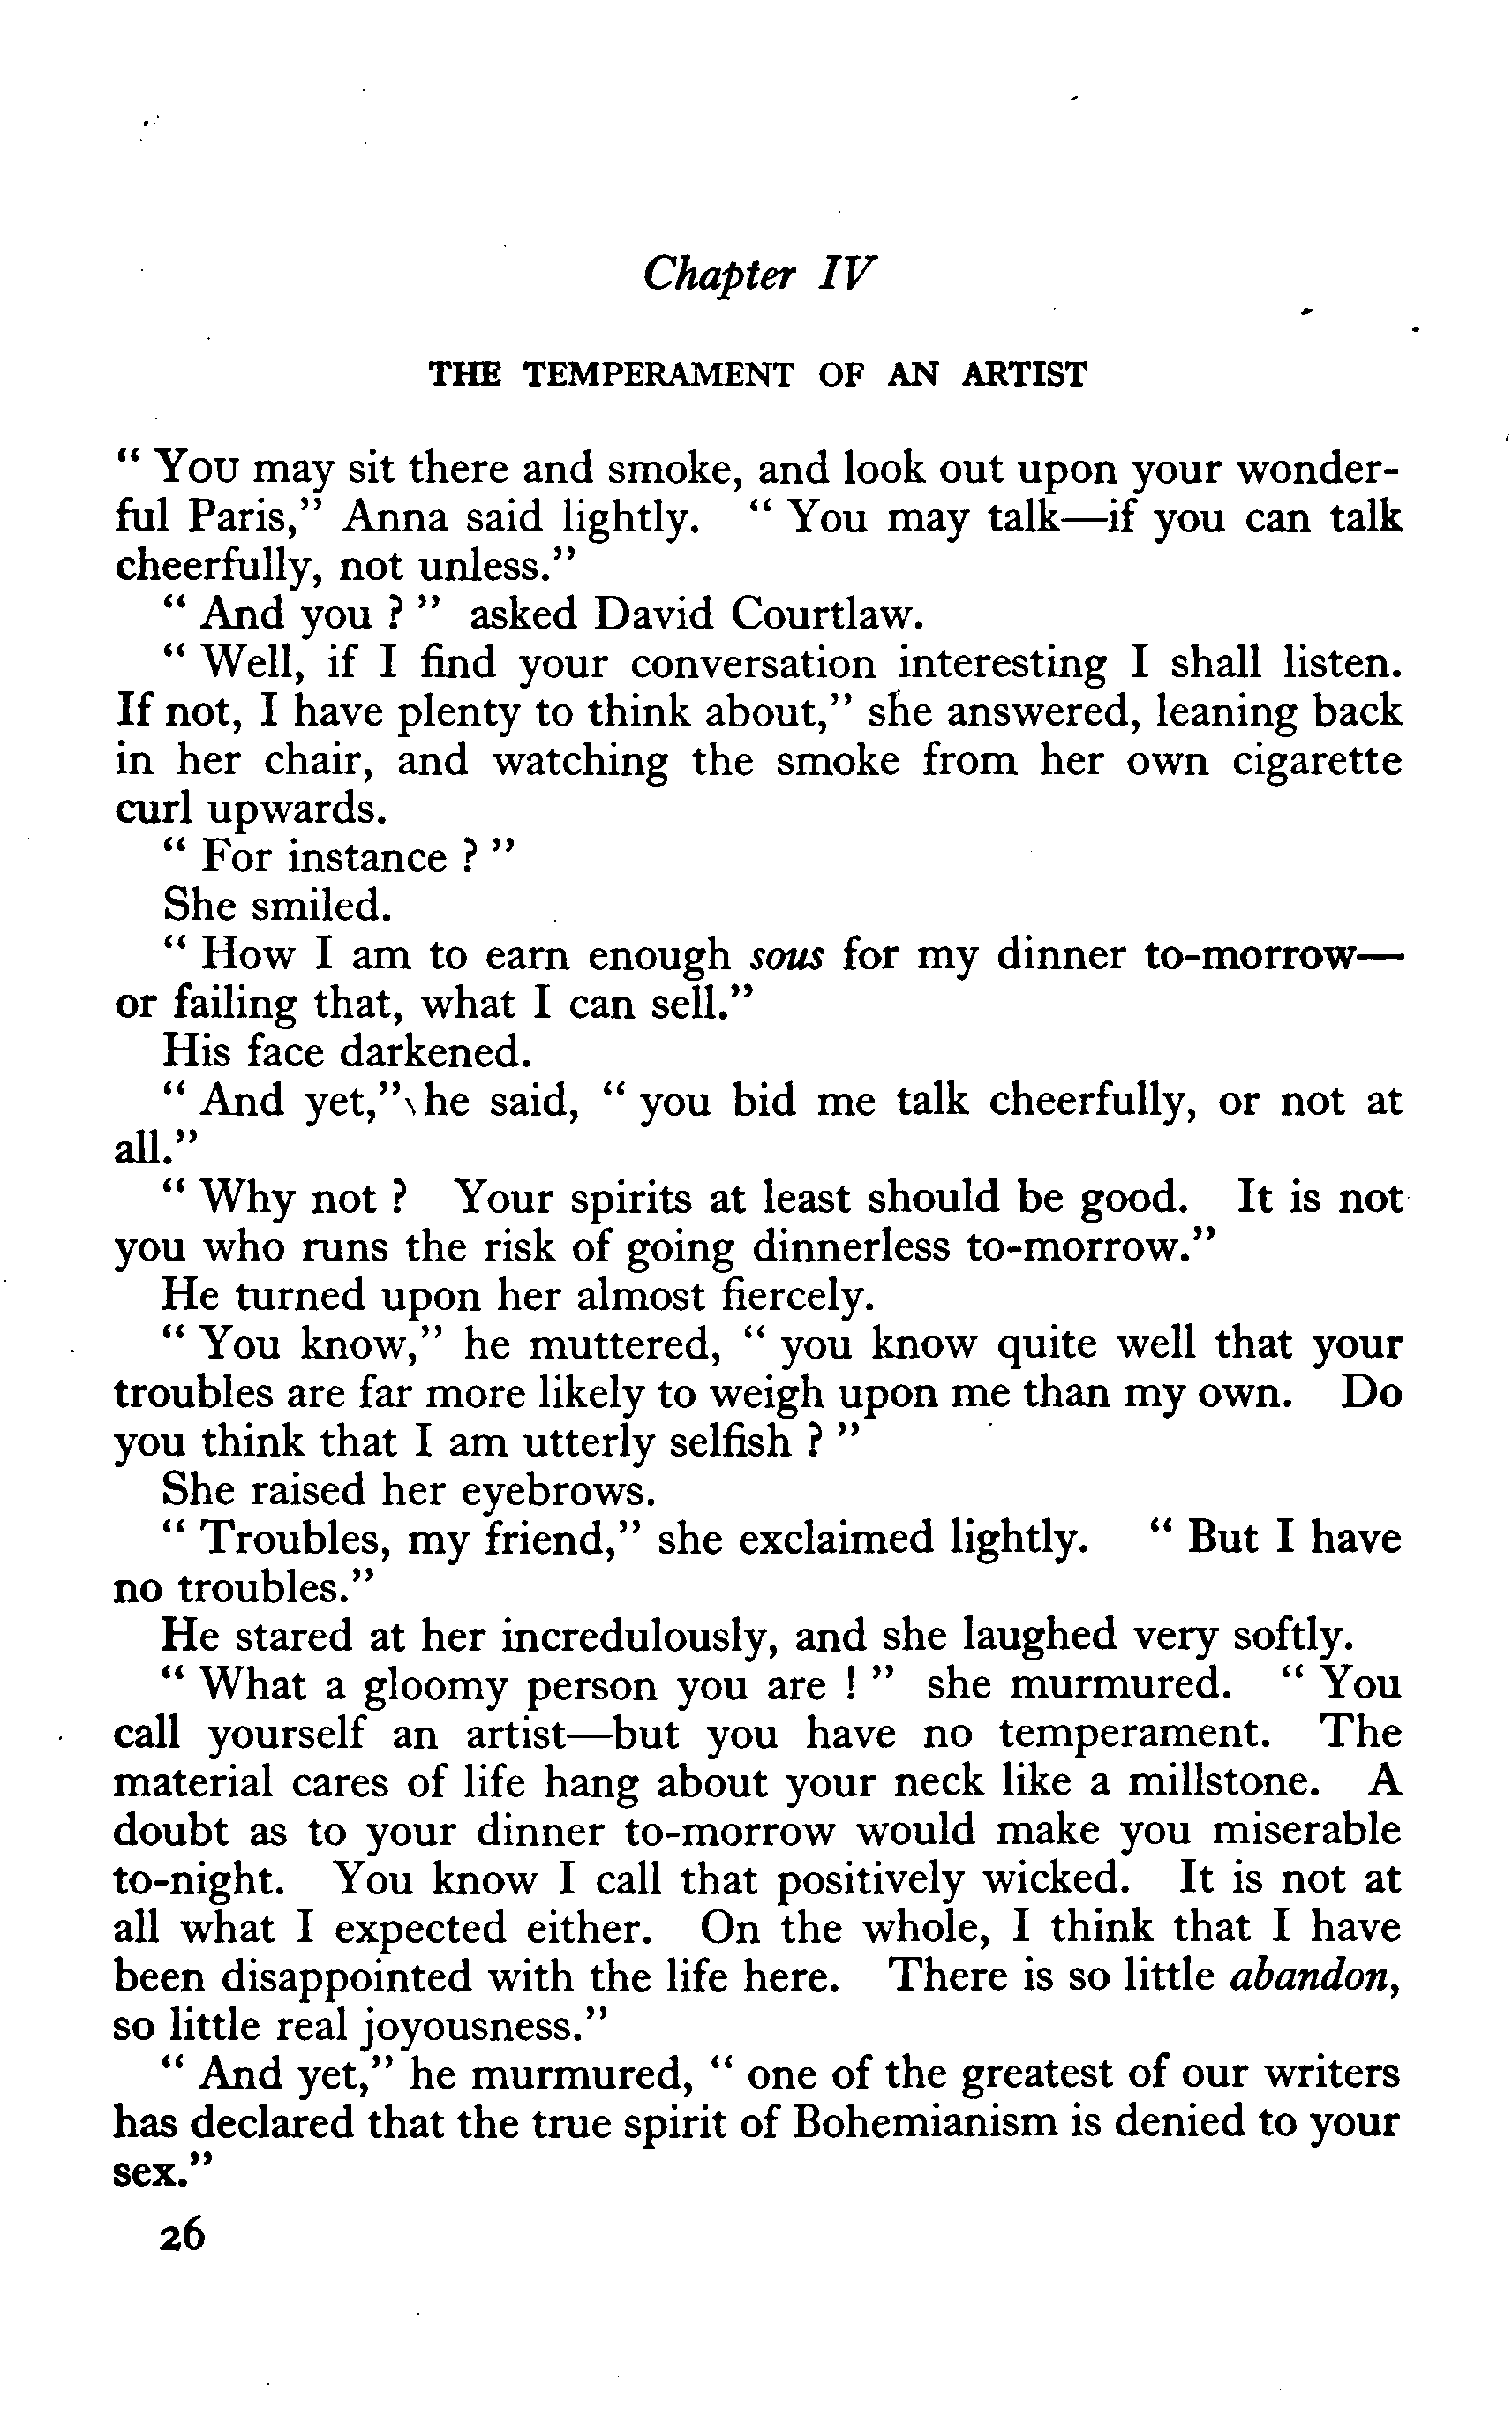 Chapter IV
THE TEMPERAMENT OF AN ARTIST
" You may sit there and smoke, and look out upon your wonder-
ful Paris," Anna said lightly. " You may talk—if you can talk
cheerfully, not unless."
" And you ? " asked David Courtlaw.
" Well, if I find your conversation interesting I shall listen.
If not, I have plenty to think about," she answered, leaning back
in her chair, and watching the smoke from her own cigarette
curl upwards.
" For instance ? "
She smiled.
" How I am to earn enough sous for my dinner to-morrow—
or failing that, what I can sell."
His face darkened.
" And yet," he said, " you bid me talk cheerfully, or not at
all."
" Why not ? Your spirits at least should be good. It is not
you who runs the risk of going dinnerless to-morrow."
He turned upon her almost fiercely.
" You know," he muttered, " you know quite well that your
troubles are far more likely to weigh upon me than my own. Do
you think that I am utterly selfish ? "
She raised her eyebrows.
" Troubles, my friend," she exclaimed lightly. " But I have
no troubles."
He stared at her incredulously, and she laughed very softly.
" What a gloomy person you are ! " she murmured. " You
call yourself an artist—but you have no temperament. The
material cares of life hang about your neck like a millstone. A
doubt as to your dinner to-morrow would make you miserable
to-night. You know I call that positively wicked. It is not at
all what I expected either. On the whole, I think that I have
been disappointed with the life here. There is so little abandon,
so little real joyousness."
" And yet," he murmured, " one of the greatest of our writers
has declared that the true spirit of Bohemianism is denied to your
sex."
26